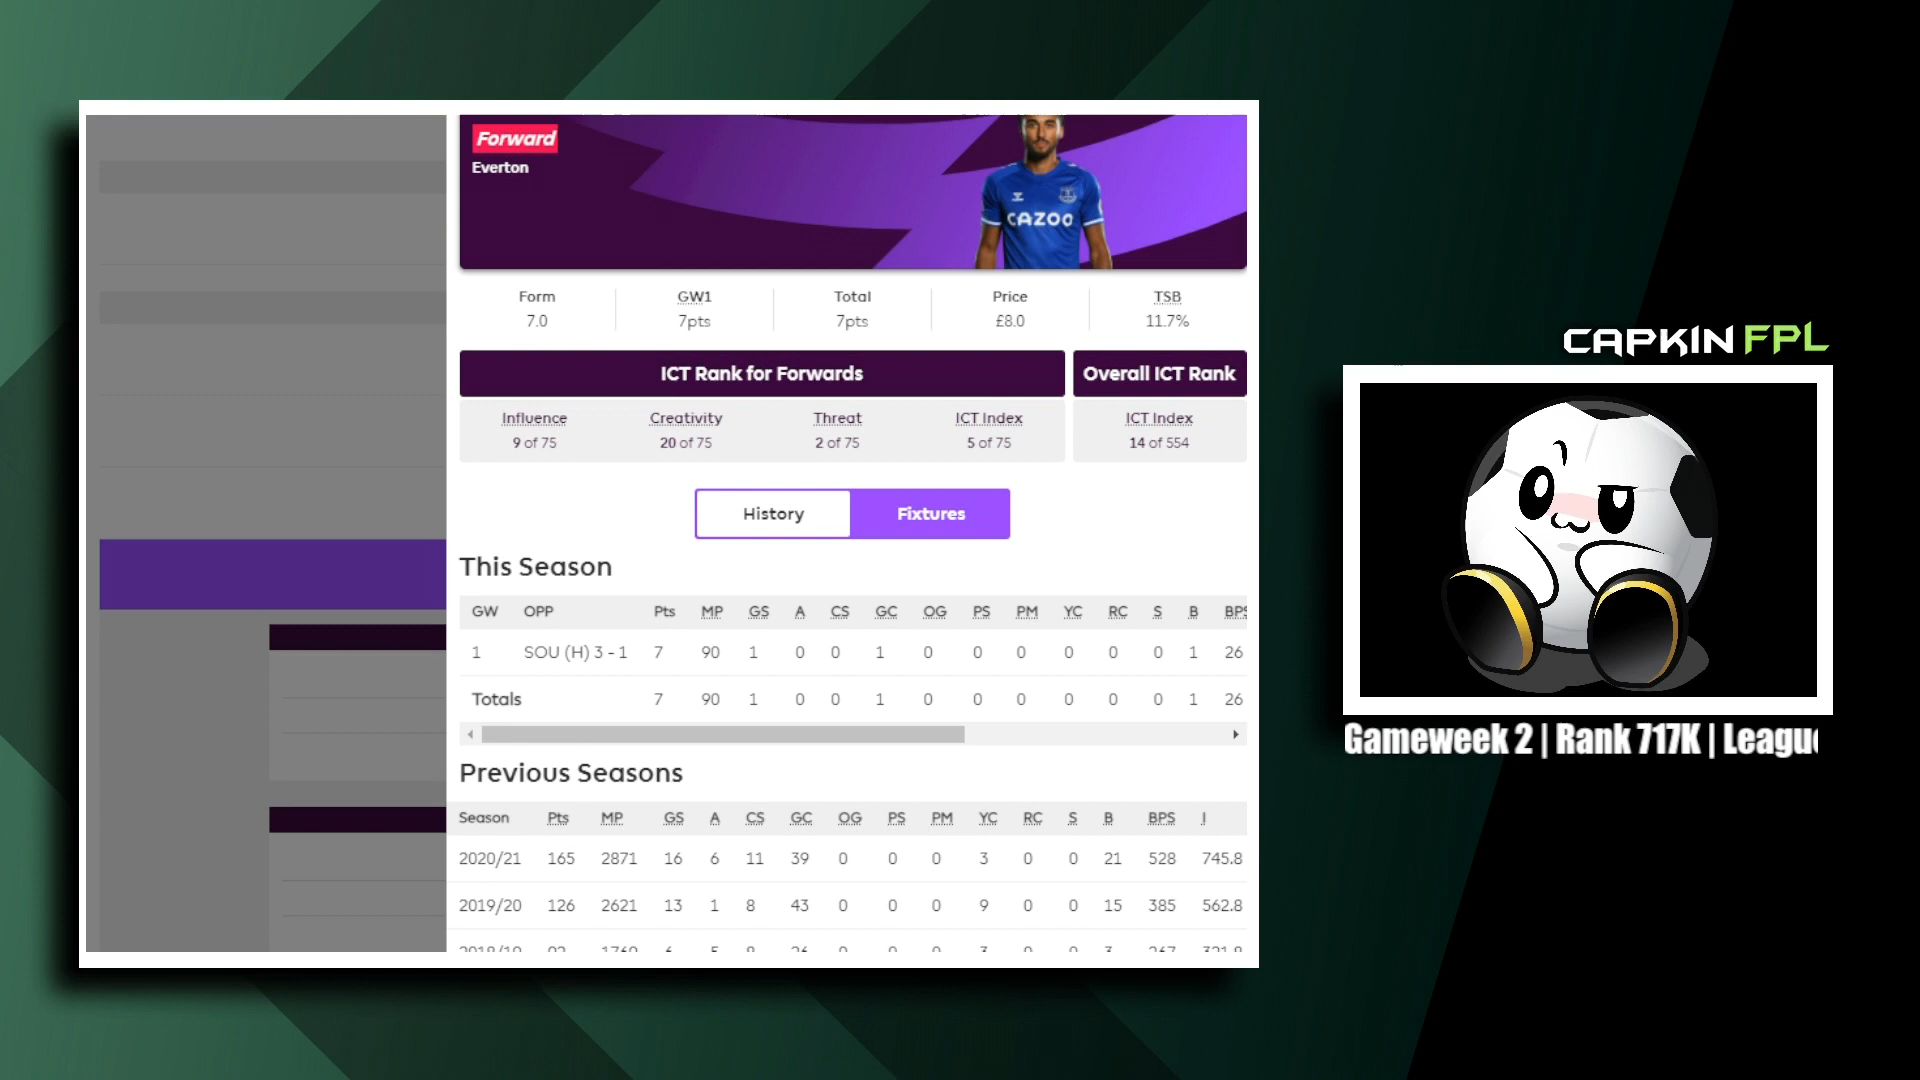 Forward
Everton
CAZOO
Form GW1 Total Price TSB
7.0 7pts 7pts £8.0 11.7%
ICT Rank for Forwards Overall ICT Rank
Influence Creativity Threat ICT Index ICT Index
9 of 75 20 of 75 2 of 75 5 of 75 14 of 554
History Fixtures
This Season
GW OPP Pts MP GS A CS GC OG PS PM YC RC S B BPS
1 SOU (H) 3 - 1 7 90 1 0 0 1 0 0 0 0 0 0 1 26
Totals 7 90 1 0 0 1 0 0 0 0 0 0 1 26
Previous Seasons
Season Pts MP GS A CS GC OG PS PM YC RC S B BPS I
2020/21 165 2871 16 6 11 39 0 0 0 3 0 0 21 528 745.8
2019/20 126 2621 13 1 8 43 0 0 0 9 0 0 15 385 562.8
CAPKIN FPL
Gameweek 2 | Rank 717K | League